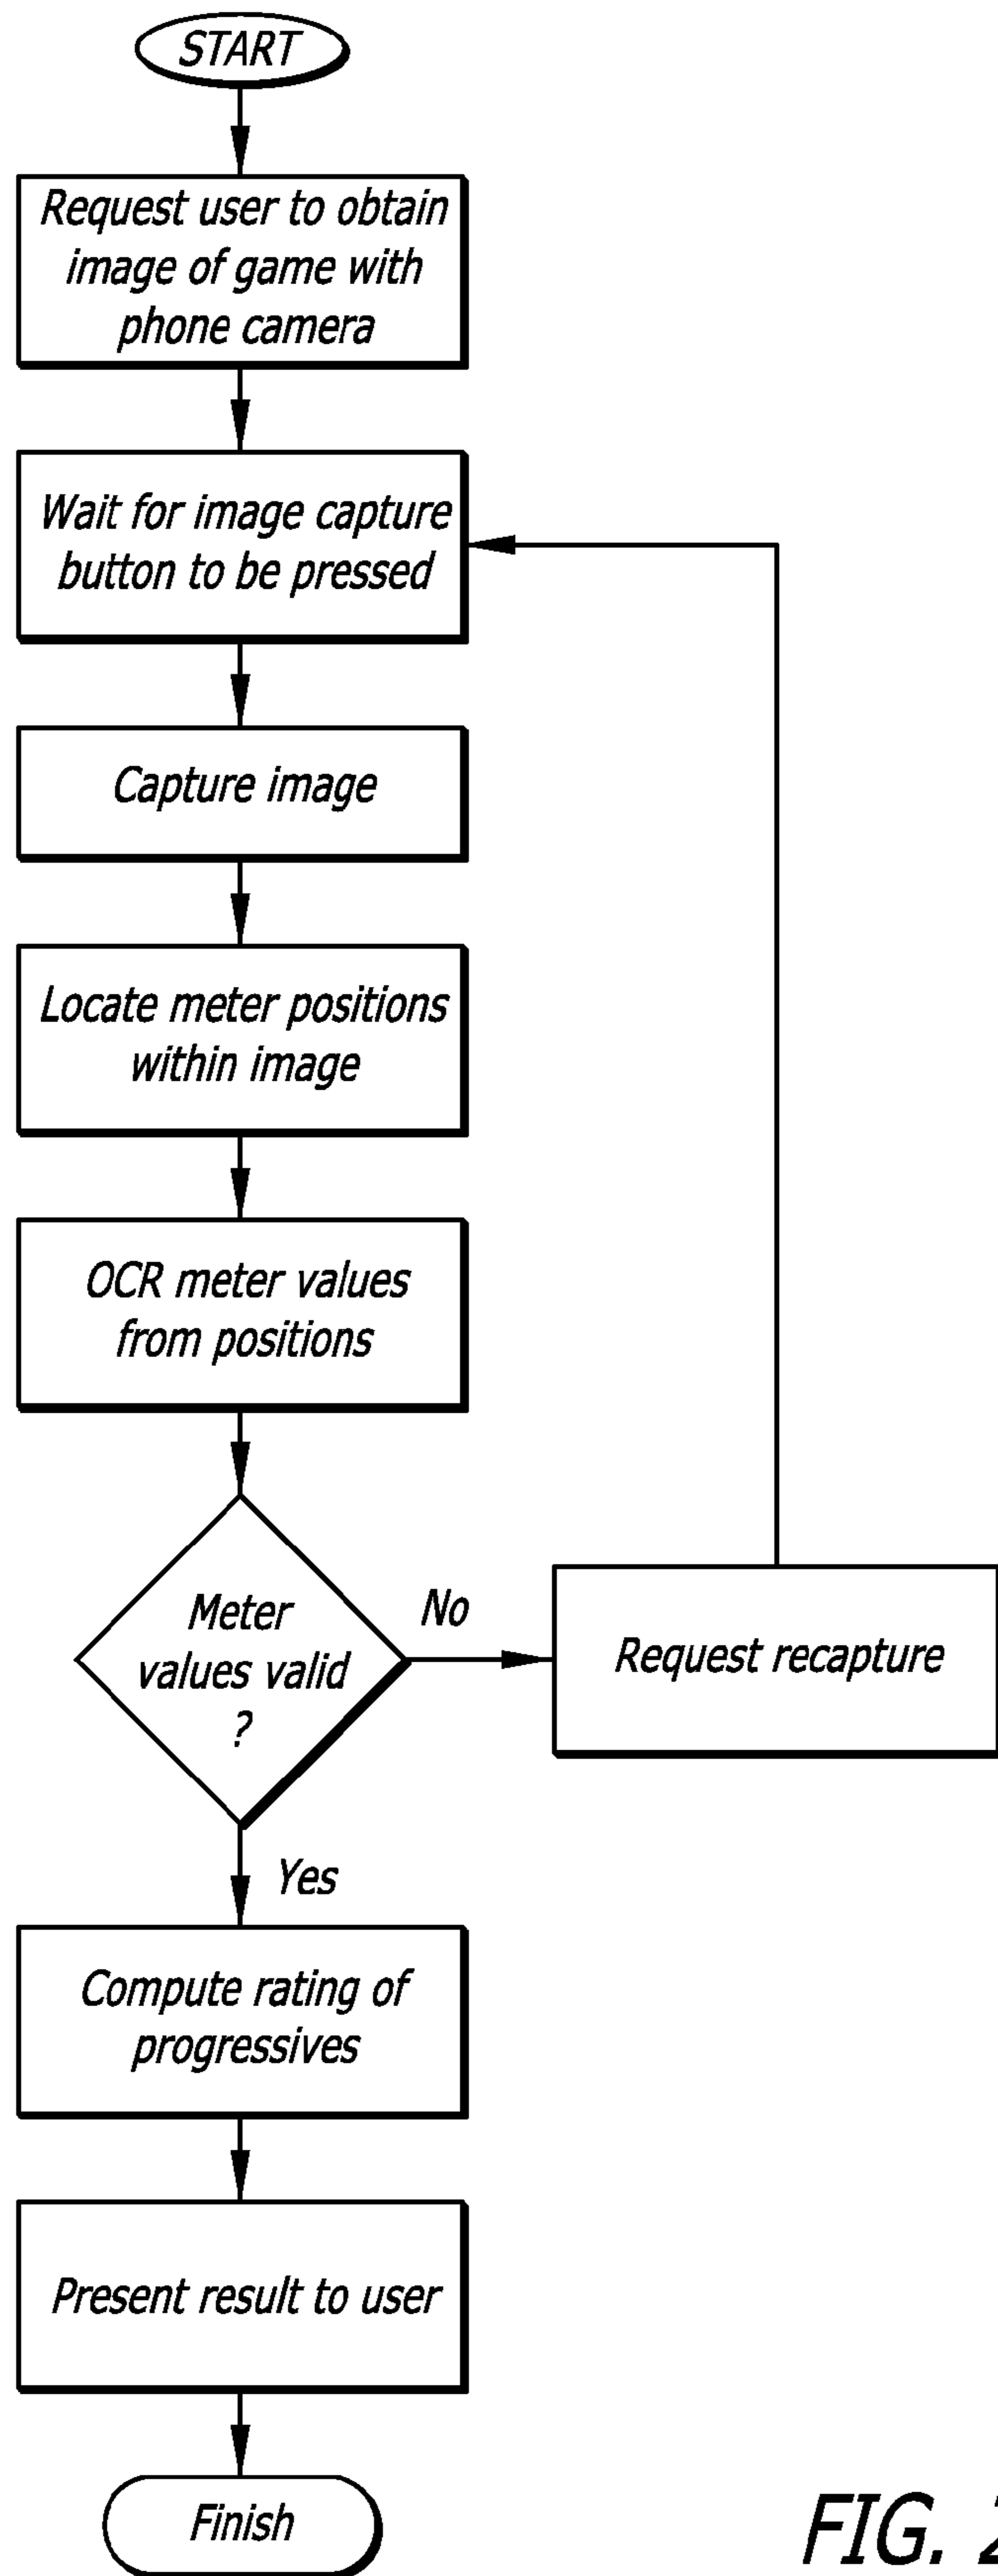 START
Request user to obtain
image of game with
phone camera
Wait for image capture
button to be pressed
Capture image
Locate meter positions
within image
OCR meter values
from positions
Meter
values valid
?
No
Request recapture
Yes
Compute rating of
progressives
Present result to user
Finish
FIG.